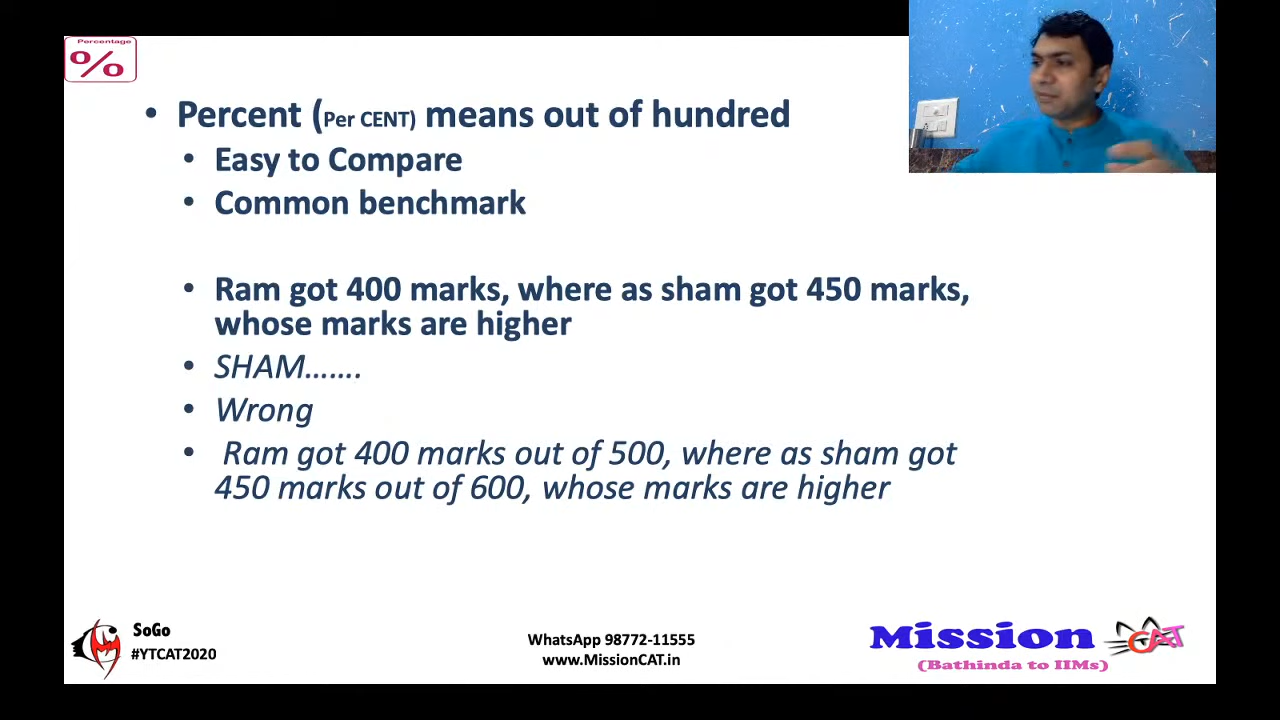 Percentage
%
• Percent (Per CENT) means out of hundred
• Easy to Compare
• Common benchmark
• Ram got 400 marks, where as sham got 450 marks,
whose marks are higher
• SHAM.......
• Wrong
• Ram got 400 marks out of 500, where as sham got
450 marks out of 600, whose marks are higher
SoGo
#YTCAT2020
WhatsApp 98772-11555
www.MissionCAT.in
Mission CAT
(Bathinda to IIMs)